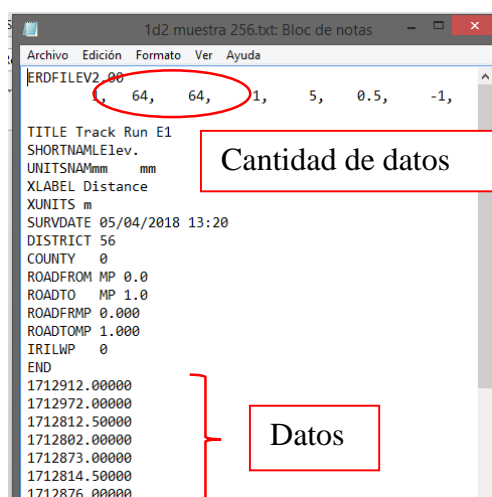 1d2 muestra 256.txt: Bloc de notas
Archivo Edición Formato Ver Ayuda
ERDFILEV2.00
1, 64, 64, 1, 5, 0.5, -1,
TITLE Track Run E1
SHORTNAMLElev.
UNITSNAMmm mm
XLABEL Distance
XUNITS m
SURVDATE 05/04/2018 13:20
DISTRICT 56
COUNTY 0
ROADFROM MP 0.0
ROADTO MP 1.0
ROADFRMP 0.000
ROADTOMP 1.000
IRILWP 0
END
1712912.00000
1712972.00000
1712812.50000
1712802.00000
1712873.00000
1712814.50000
1712876.00000
Cantidad de datos
Datos